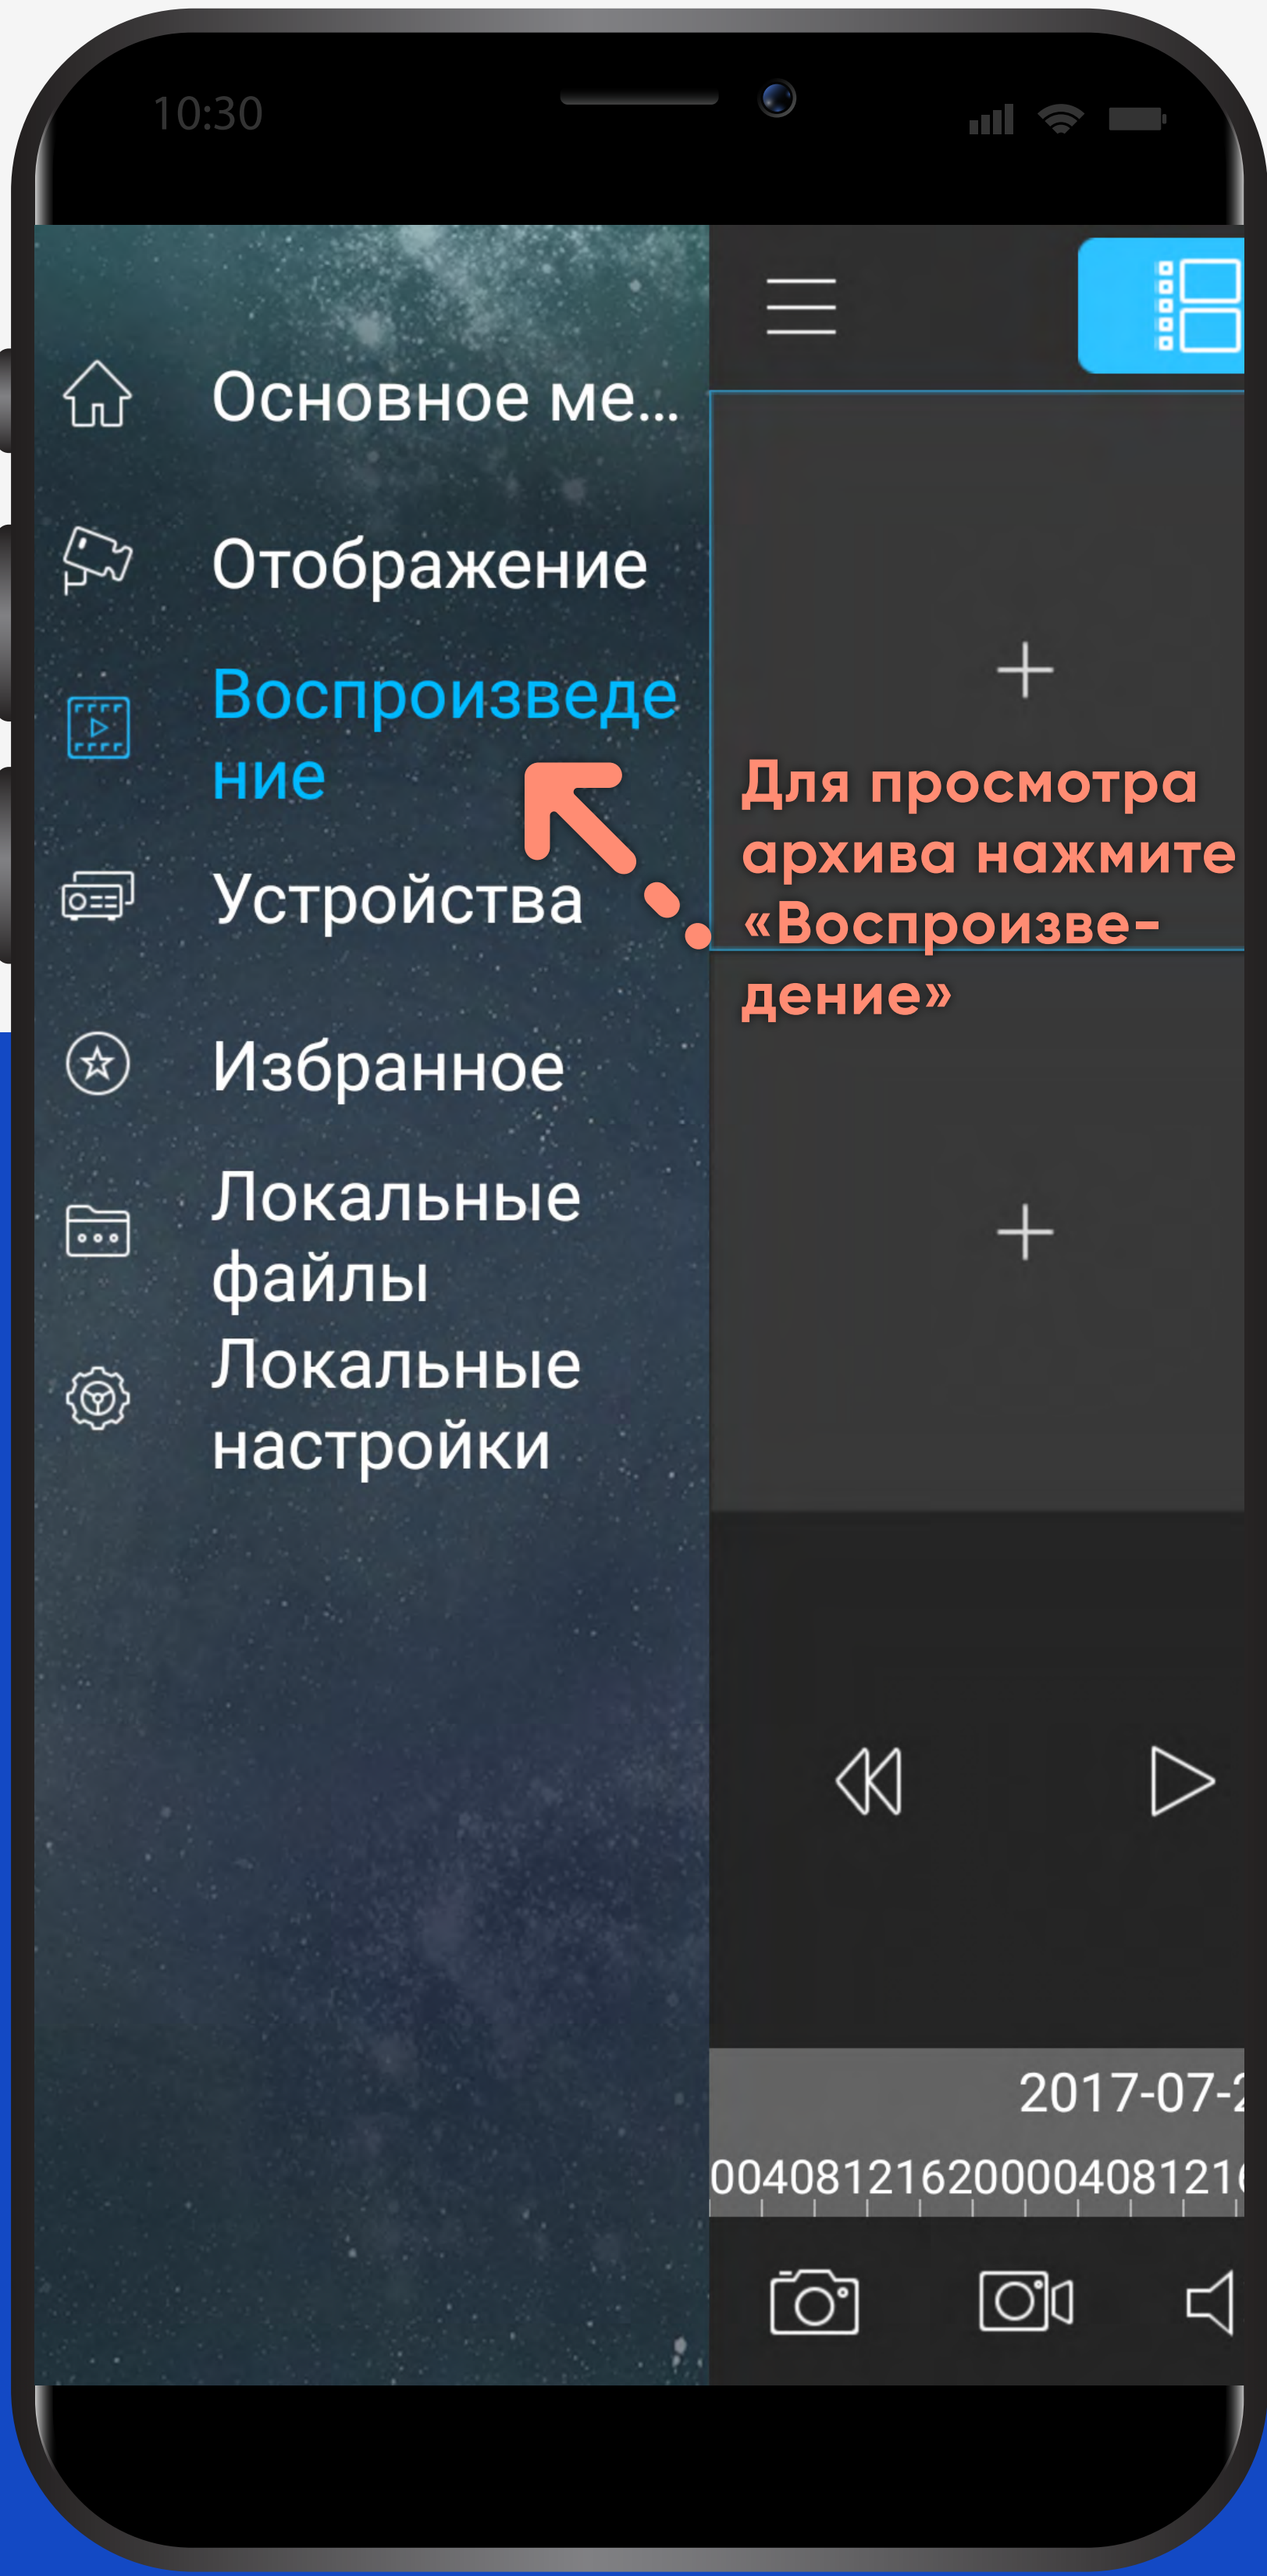 10:30
Основное ме...
Отображение
Воспроизведе
ние
Устройства
Избранное
Локальные
файлы
Локальные
настройки
Для просмотра
архива нажмите
«Воспроизве-
дение»
2017-07-2
004081216200004081216